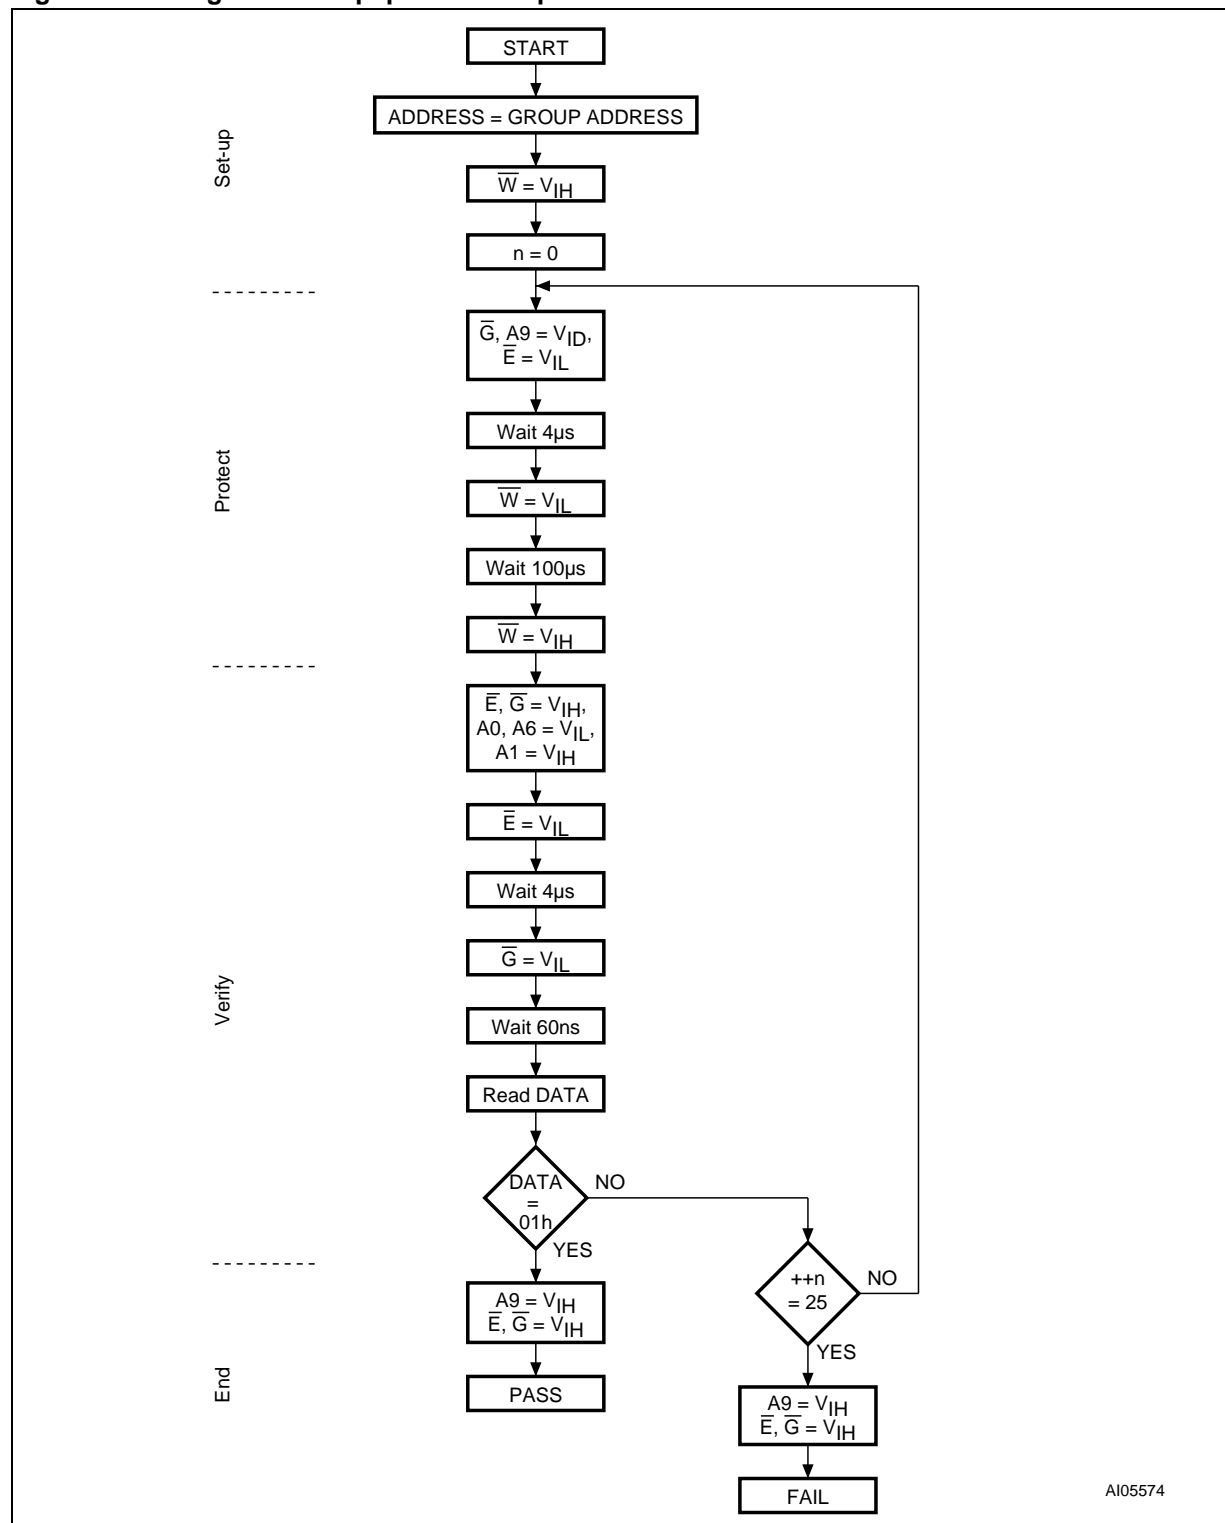 START
ADDRESS = GROUP ADDRESS
Set-up
W̅ = VIH
n = 0
G̅, A9 = VID,
E̅ = VIL
Wait 4µs
Protect
W̅ = VIL
Wait 100µs
W̅ = VIH
E̅, G̅ = VIH,
A0, A6 = VIL,
A1 = VIH
E̅ = VIL
Wait 4µs
G̅ = VIL
Verify
Wait 60ns
Read DATA
DATA
=
01h
NO
YES
++n
= 25
NO
YES
A9 = VIH
E̅, G̅ = VIH
End
PASS
A9 = VIH
E̅, G̅ = VIH
FAIL
AI05574